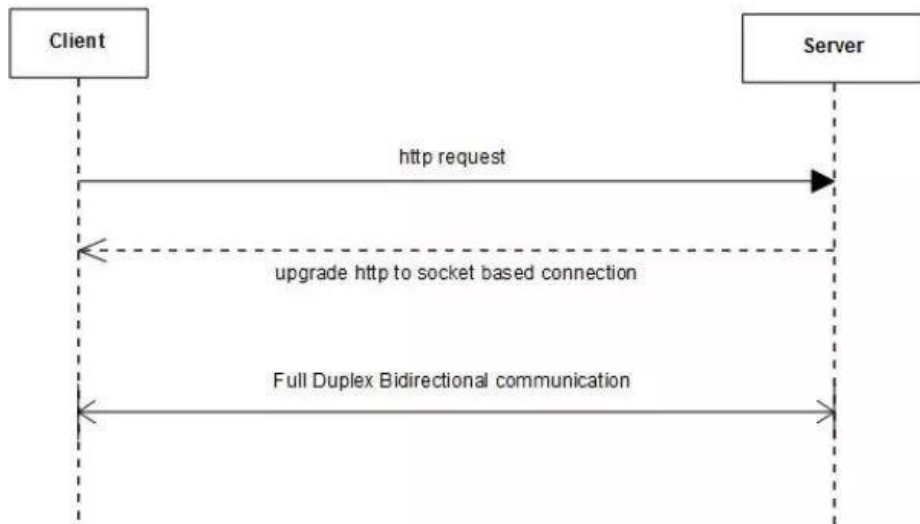 Client
Server
http request
upgrade http to socket based connection
Full Duplex Bidirectional communication